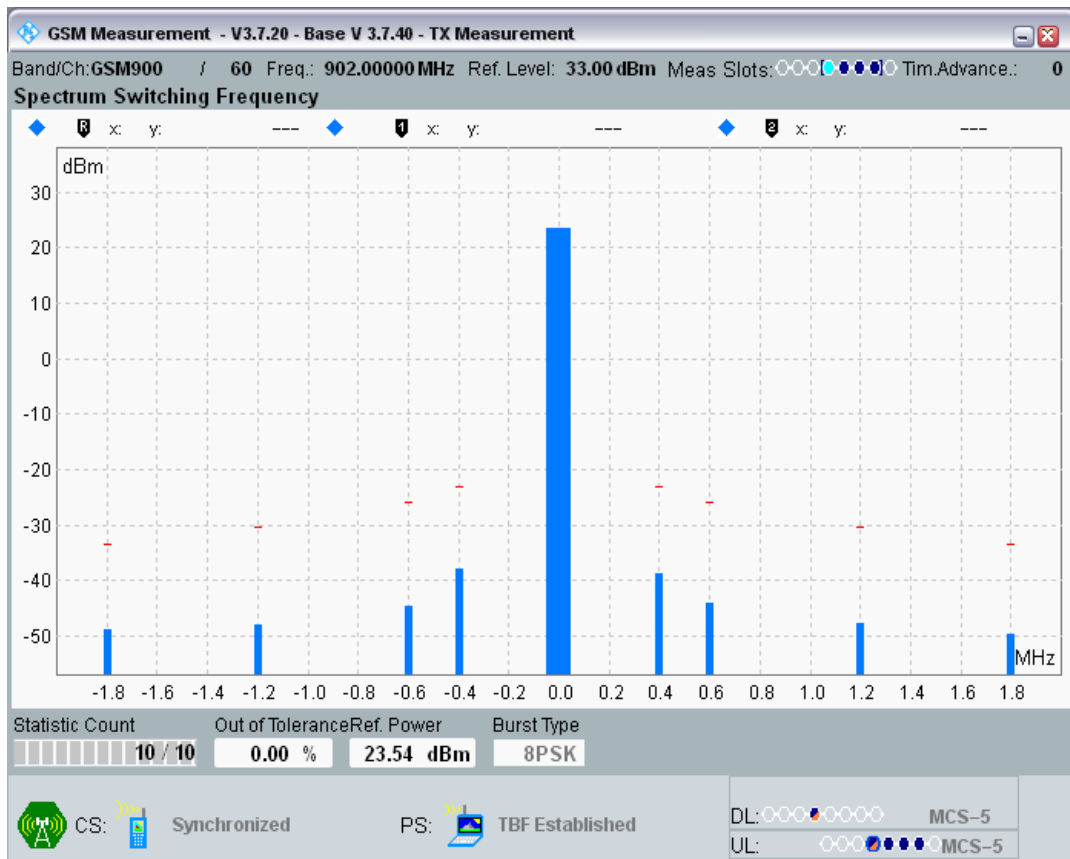 GSM Measurement - V3.7.20 - Base V 3.7.40 - TX Measurement
Band/Ch:GSM900 / 60 Freq.: 902.00000 MHz Ref. Level: 33.00 dBm Meas Slots: Tim.Advance.: 0
Spectrum Switching Frequency
R x: y: --- 1 x: y: --- 2 x: y: ---
dBm
30
20
10
0
-10
-20
-30
-40
-50
MHz
-1.8 -1.6 -1.4 -1.2 -1.0 -0.8 -0.6 -0.4 -0.2 0.0 0.2 0.4 0.6 0.8 1.0 1.2 1.4 1.6 1.8
Statistic Count Out of Tolerance Ref. Power Burst Type
10 / 10 0.00 % 23.54 dBm 8PSK
CS: Synchronized PS: TBF Established DL: MCS-5
UL: MCS-5